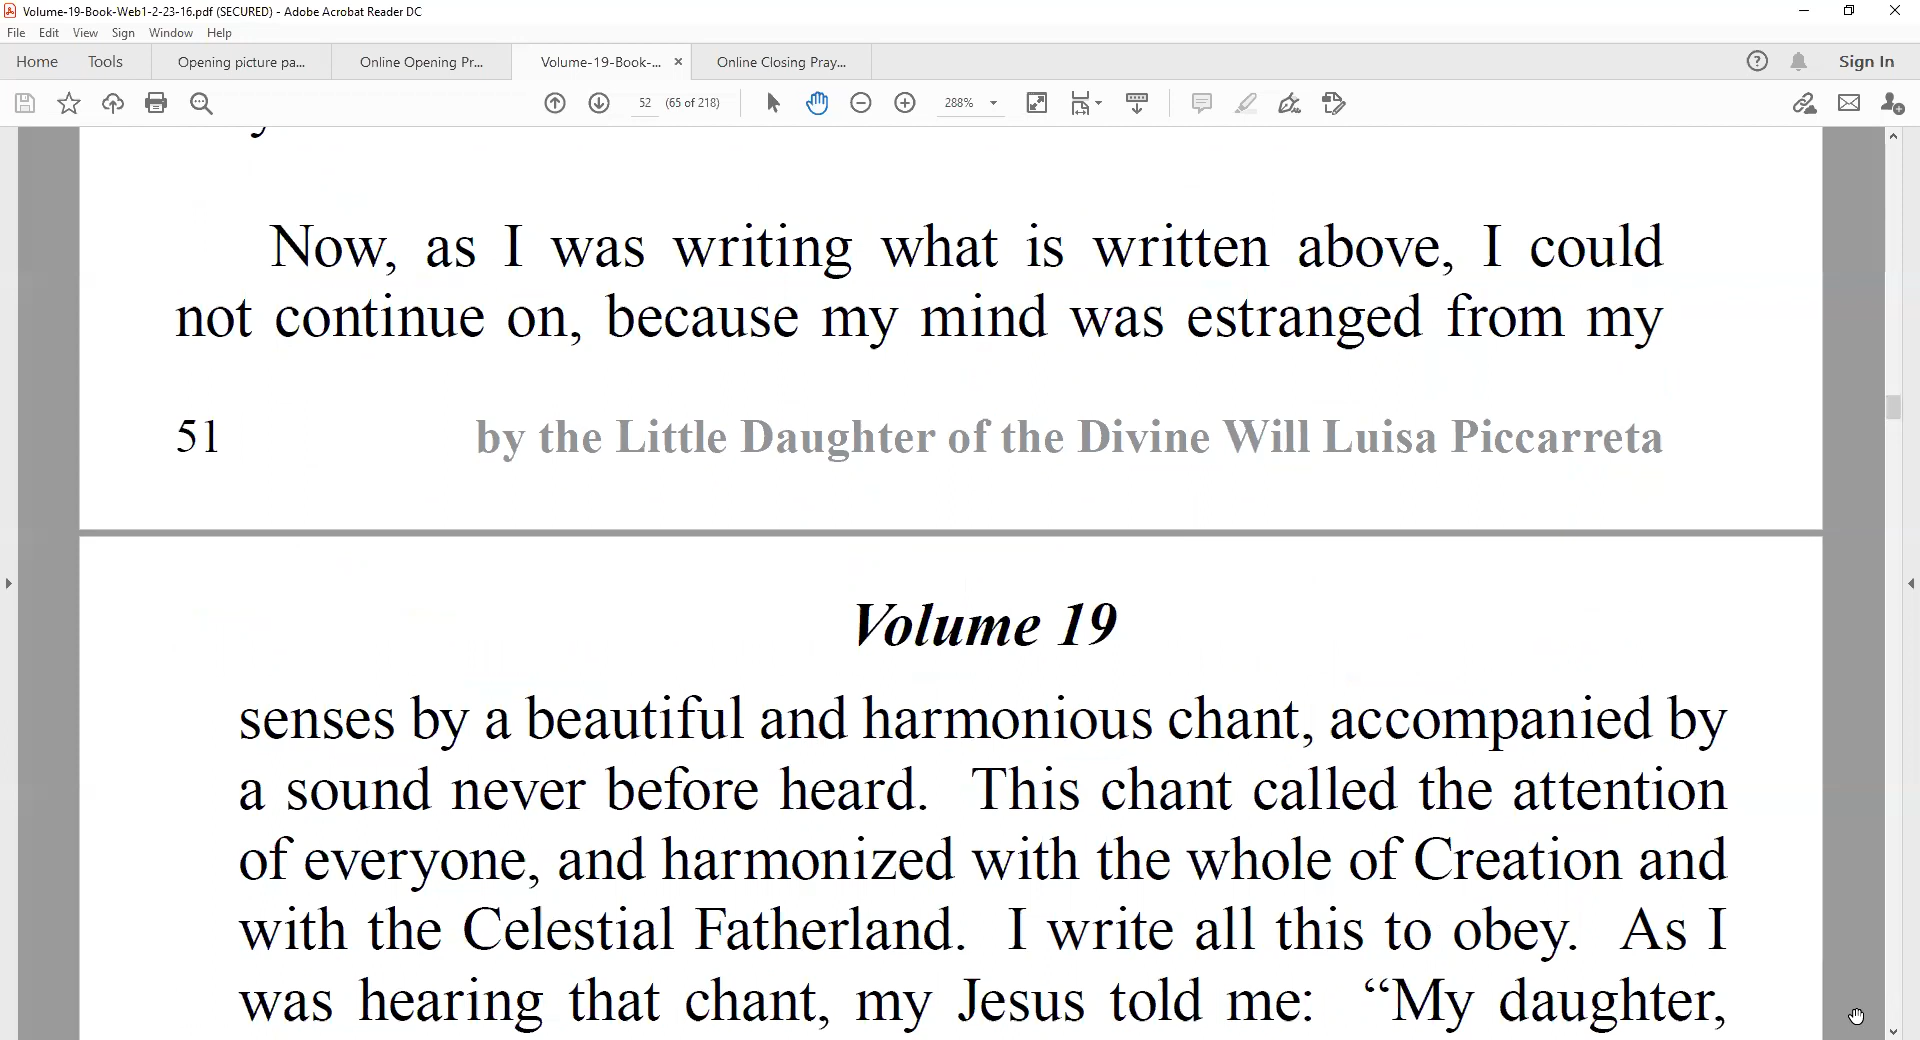 Volume-19-Book-Web1-2-23-16.pdf (SECURED) - Adobe Acrobat Reader DC
File Edit View Sign Window Help
Home Tools Opening picture pa... Online Opening Pr... Volume-19-Book-... × Online Closing Pray... Sign In
52 (65 of 218) 288%
Now, as I was writing what is written above, I could
not continue on, because my mind was estranged from my
51 by the Little Daughter of the Divine Will Luisa Piccarreta
Volume 19
senses by a beautiful and harmonious chant, accompanied by
a sound never before heard. This chant called the attention
of everyone, and harmonized with the whole of Creation and
with the Celestial Fatherland. I write all this to obey. As I
was hearing that chant, my Jesus told me: “My daughter,